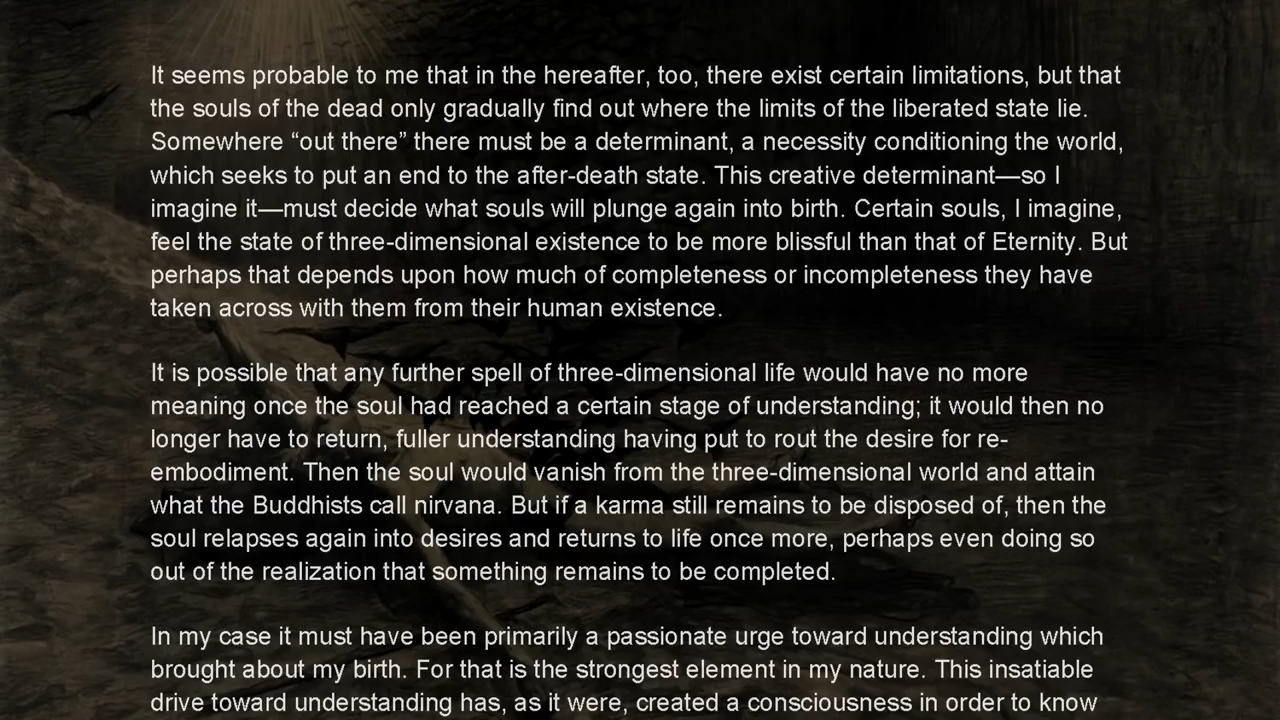 It seems probable to me that in the hereafter, too, there exist certain limitations, but that
the souls of the dead only gradually find out where the limits of the liberated state lie.
Somewhere “out there” there must be a determinant, a necessity conditioning the world,
which seeks to put an end to the after-death state. This creative determinant—so I
imagine it—must decide what souls will plunge again into birth. Certain souls, I imagine,
feel the state of three-dimensional existence to be more blissful than that of Eternity. But
perhaps that depends upon how much of completeness or incompleteness they have
taken across with them from their human existence.
It is possible that any further spell of three-dimensional life would have no more
meaning once the soul had reached a certain stage of understanding; it would then no
longer have to return, fuller understanding having put to rout the desire for re-
embodiment. Then the soul would vanish from the three-dimensional world and attain
what the Buddhists call nirvana. But if a karma still remains to be disposed of, then the
soul relapses again into desires and returns to life once more, perhaps even doing so
out of the realization that something remains to be completed.
In my case it must have been primarily a passionate urge toward understanding which
brought about my birth. For that is the strongest element in my nature. This insatiable
drive toward understanding has, as it were, created a consciousness in order to know